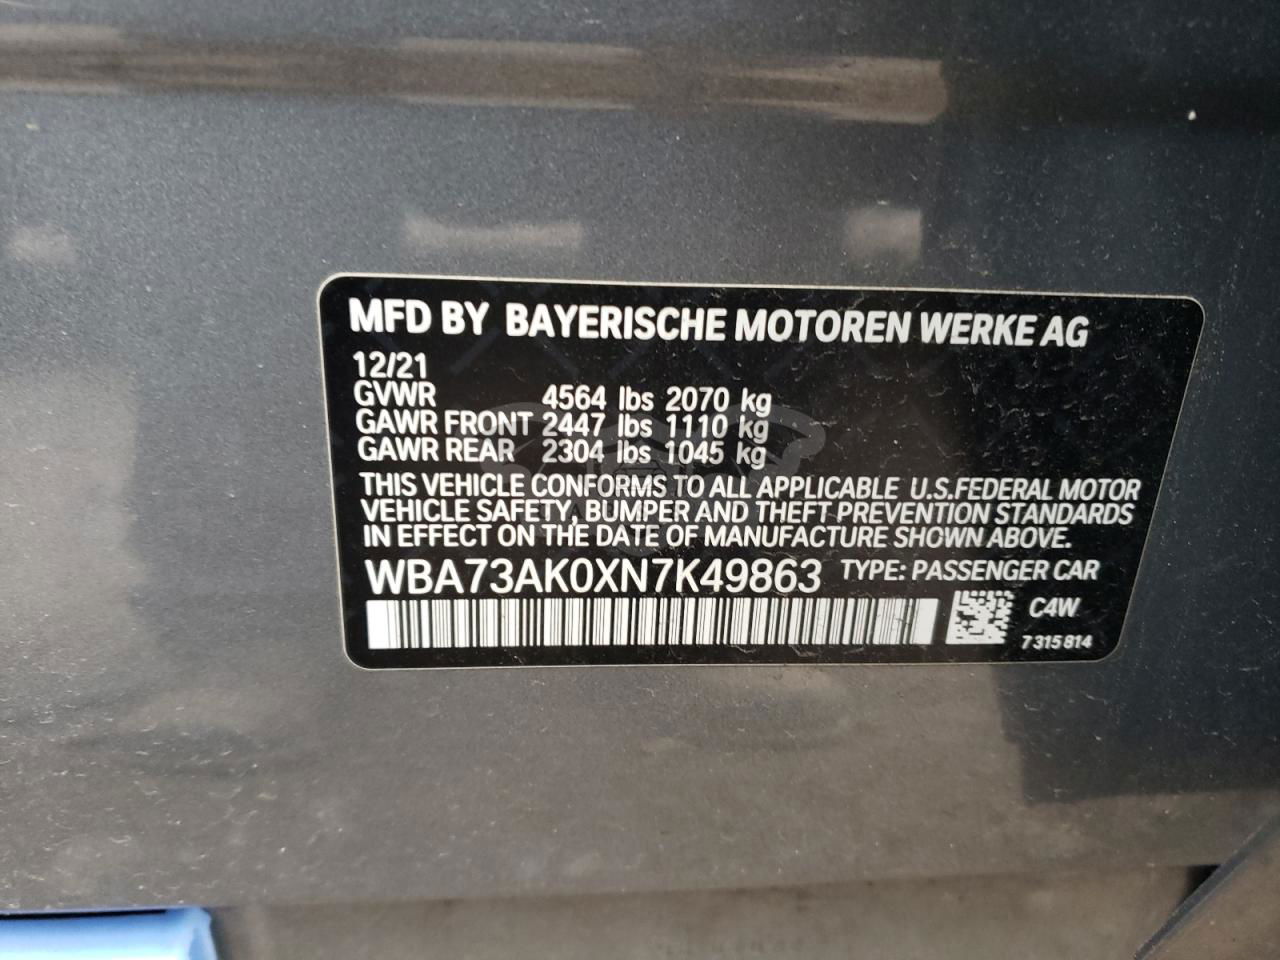 MFD BY BAYERISCHE MOTOREN WERKE AG
12/21
GVWR 4564 lbs 2070 kg
GAWR FRONT 2447 lbs 1110 kg
GAWR REAR 2304 lbs 1045 kg
THIS VEHICLE CONFORMS TO ALL APPLICABLE U.S.FEDERAL MOTOR
VEHICLE SAFETY, BUMPER AND THEFT PREVENTION STANDARDS
IN EFFECT ON THE DATE OF MANUFACTURE SHOWN ABOVE.
WBA73AK0XN7K49863 TYPE: PASSENGER CAR
C4W
7 315 814